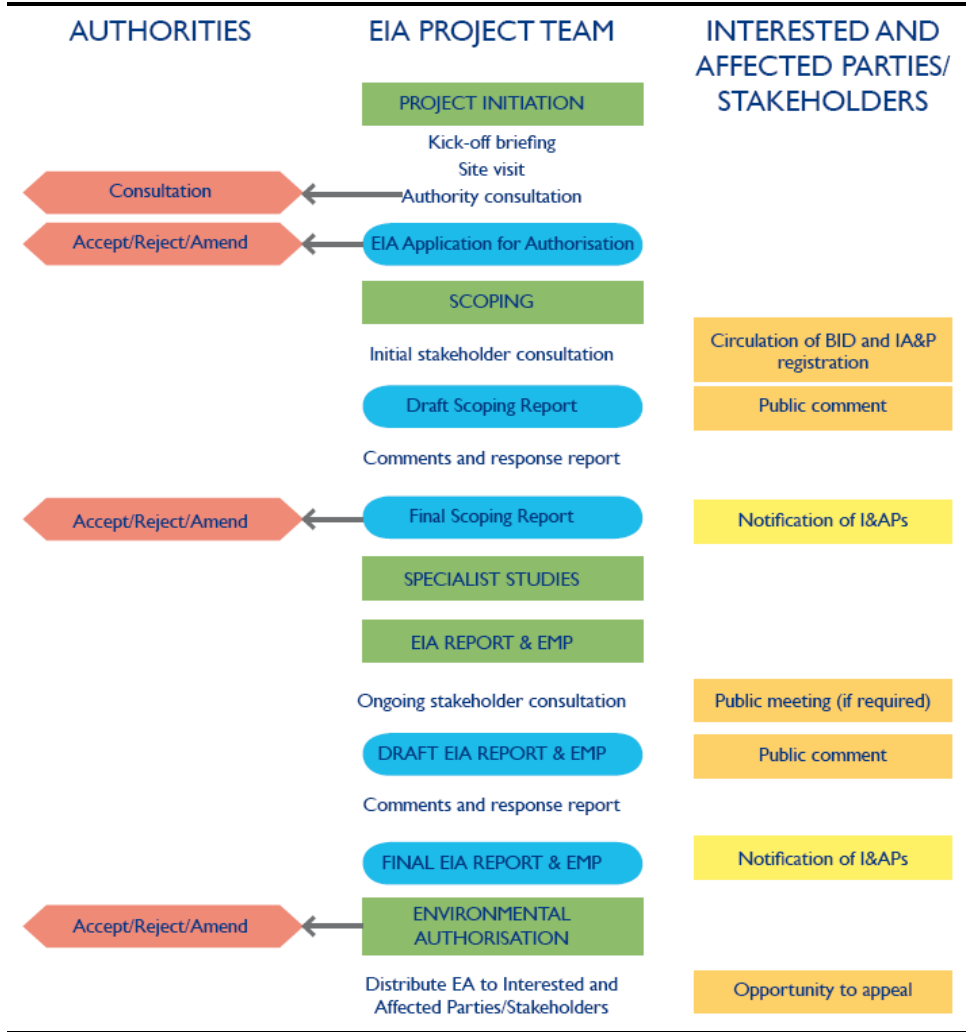 AUTHORITIES
EIA PROJECT TEAM
INTERESTED AND
AFFECTED PARTIES/
STAKEHOLDERS
PROJECT INITIATION
Kick-off briefing
Site visit
Consultation
Authority consultation
Accept/Reject/Amend
EIA Application for Authorisation
SCOPING
Initial stakeholder consultation
Circulation of BID and IA&P
registration
Draft Scoping Report
Public comment
Comments and response report
Accept/Reject/Amend
Final Scoping Report
Notification of I&APs
SPECIALIST STUDIES
EIA REPORT & EMP
Ongoing stakeholder consultation
Public meeting (if required)
DRAFT EIA REPORT & EMP
Public comment
Comments and response report
FINAL EIA REPORT & EMP
Notification of I&APs
Accept/Reject/Amend
ENVIRONMENTAL
AUTHORISATION
Distribute EA to Interested and
Affected Parties/Stakeholders
Opportunity to appeal